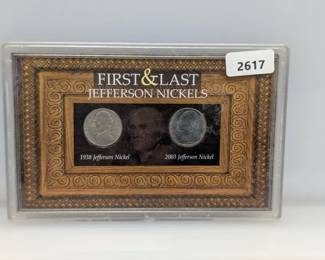 2617
FIRST&LAST
JEFFERSON NICKELS
1938 Jefferson Nickel
2003 Jefferson Nickel